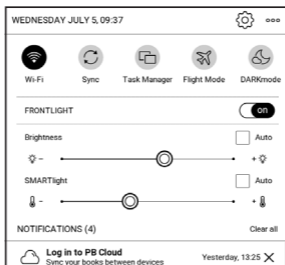 WEDNESDAY JULY 5, 09:37
Wi-Fi Sync Task Manager Flight Mode DARKmode
FRONTLIGHT on
Brightness Auto
SMARTlight Auto
NOTIFICATIONS (4) Clear all
Log in to PB Cloud
Sync your books between devices
Yesterday, 13:25